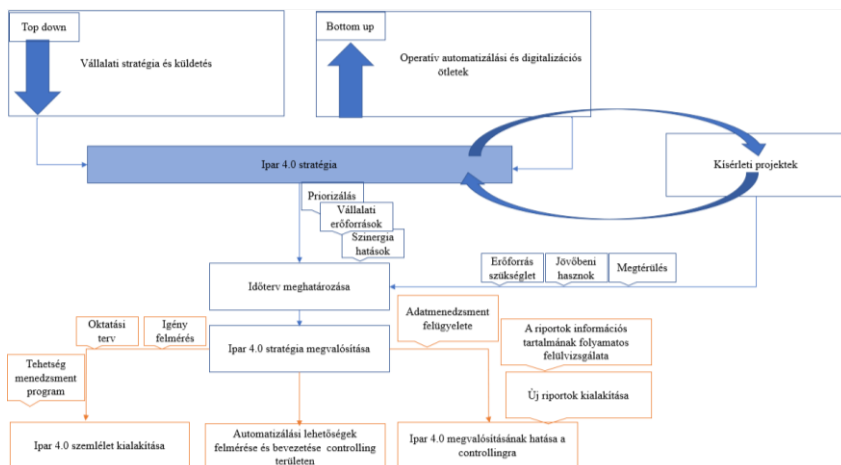 Top down
Vállalati stratégia és küldetés
Bottom up
Operatív automatizálási és digitalizációs
ötletek
Ipar 4.0 stratégia
Kísérleti projektek
Priorizálás
Vállalati
erőforrások
Szinergia
hatások
Erőforrás
szükséglet
Jövőbeni
hasznok
Megtérülés
Időterv meghatározása
Oktatási
terv
Igény
felmérés
Ipar 4.0 stratégia megvalósítása
Adatmenedzsment
felügyelete
A riportok információs
tartalmának folyamatos
felülvizsgálata
Tehetség
menedzsment
program
Új riportok kialakítása
Ipar 4.0 szemlélet kialakítása
Automatizálási lehetőségek
felmérése és bevezetése controlling
területen
Ipar 4.0 megvalósításának hatása a
controllingra